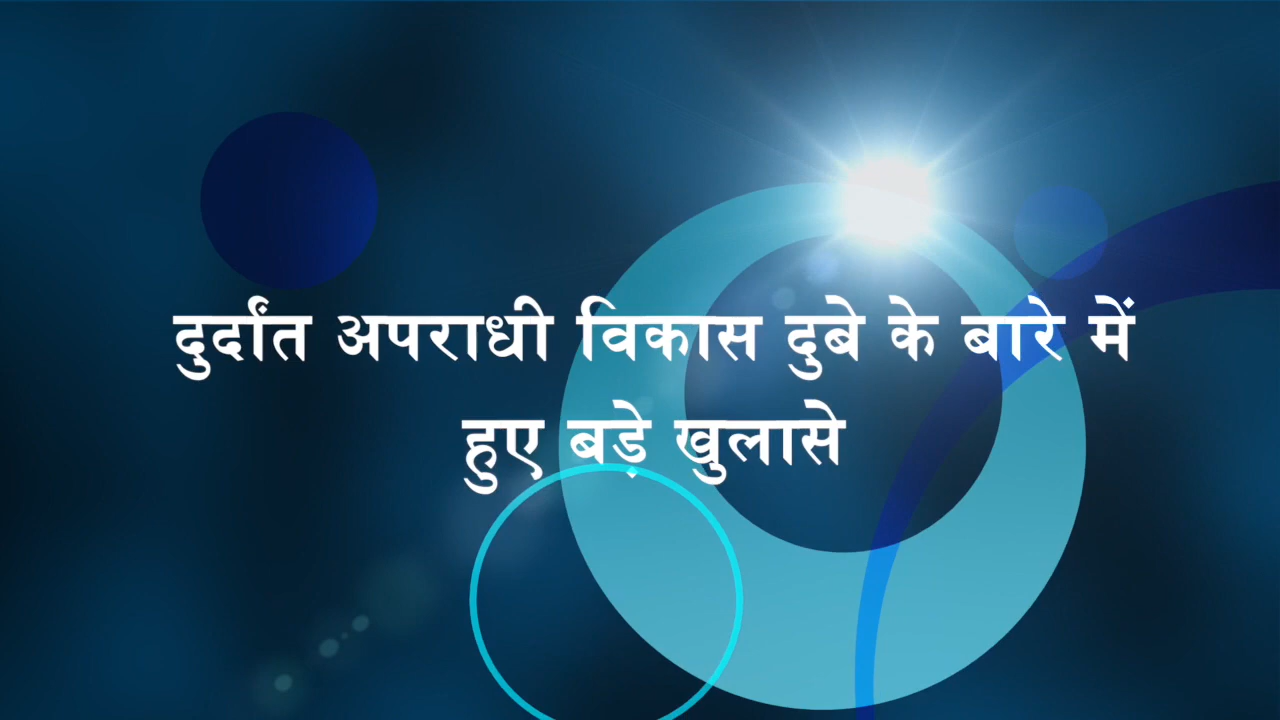 दुर्दांत अपराधी विकास दुबे के बारे में
हुए बड़े खुलासे